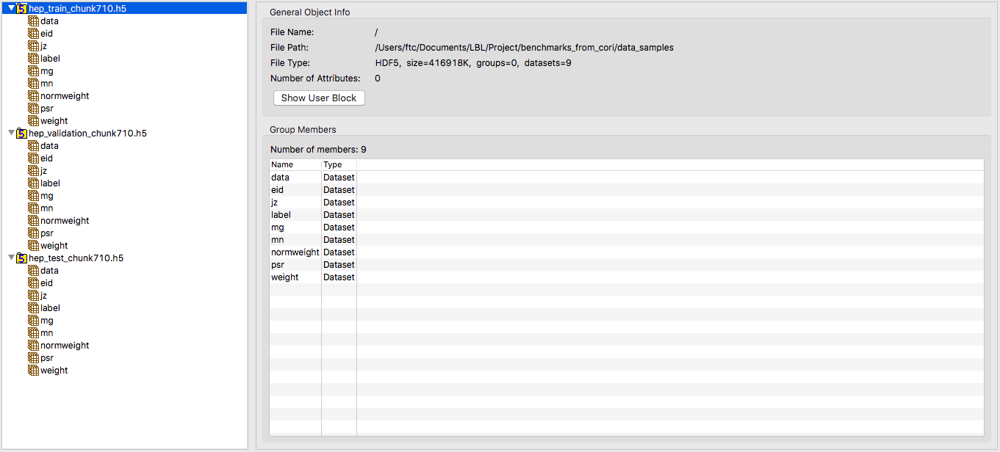 hep_train_chunk710.h5
data
eid
jz
label
mg
mn
normweight
psr
weight
hep_validation_chunk710.h5
data
eid
jz
label
mg
mn
normweight
psr
weight
hep_test_chunk710.h5
data
eid
jz
label
mg
mn
normweight
psr
weight
General Object Info
File Name: /
File Path: /Users/ftc/Documents/LBL/Project/benchmarks_from_cori/data_samples
File Type: HDF5, size=416918K, groups=0, datasets=9
Number of Attributes: 0
Show User Block
Group Members
Number of members: 9
Name Type
data Dataset
eid Dataset
jz Dataset
label Dataset
mg Dataset
mn Dataset
normweight Dataset
psr Dataset
weight Dataset